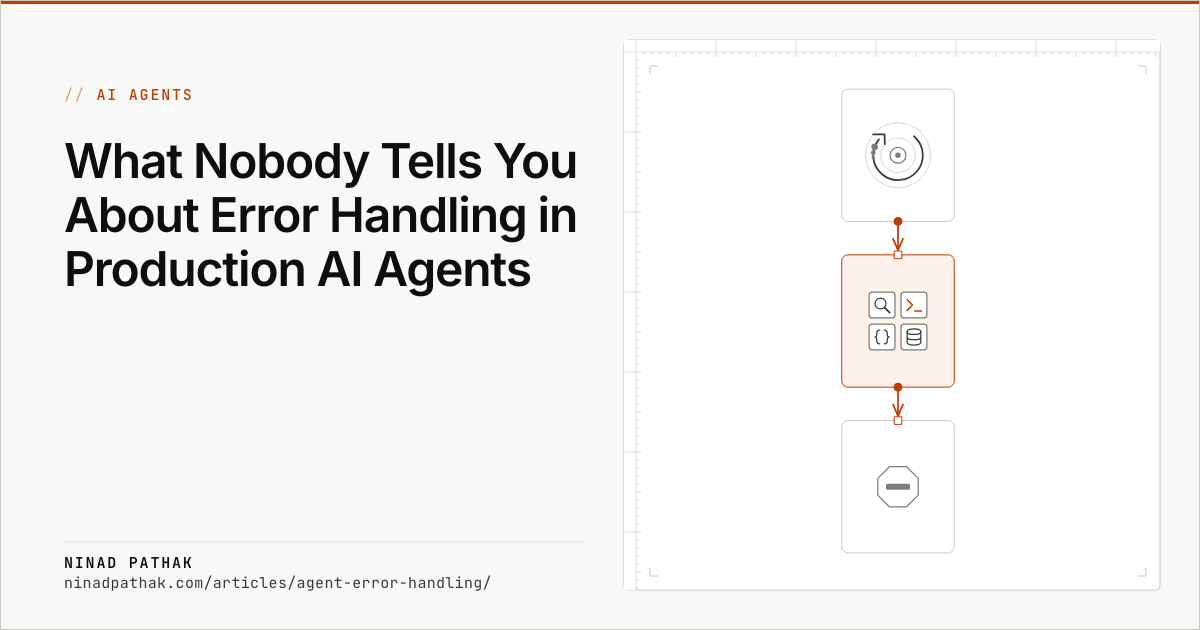 // AI AGENTS
What Nobody Tells You
About Error Handling in
Production AI Agents
NINAD PATHAK
ninadpathak.com/articles/agent-error-handling/